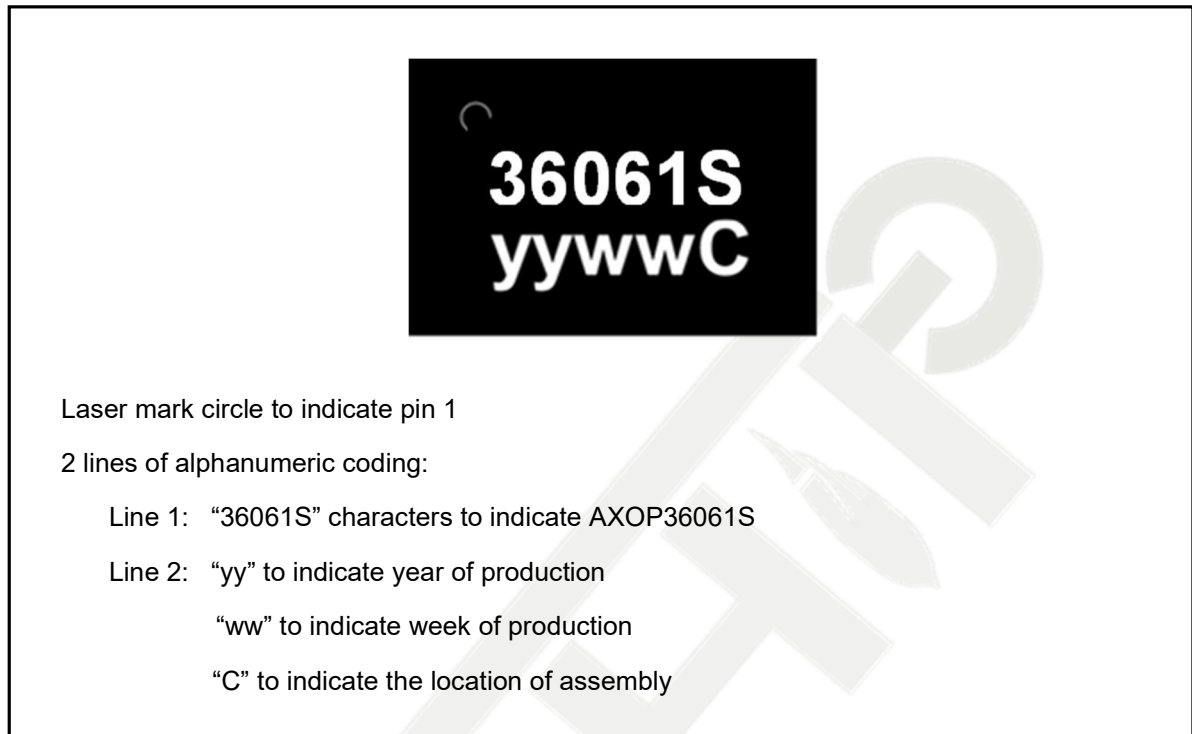 36061S
yywwC
Laser mark circle to indicate pin 1
2 lines of alphanumeric coding:
Line 1: “36061S” characters to indicate AXOP36061S
Line 2: “yy” to indicate year of production
“ww” to indicate week of production
“C” to indicate the location of assembly